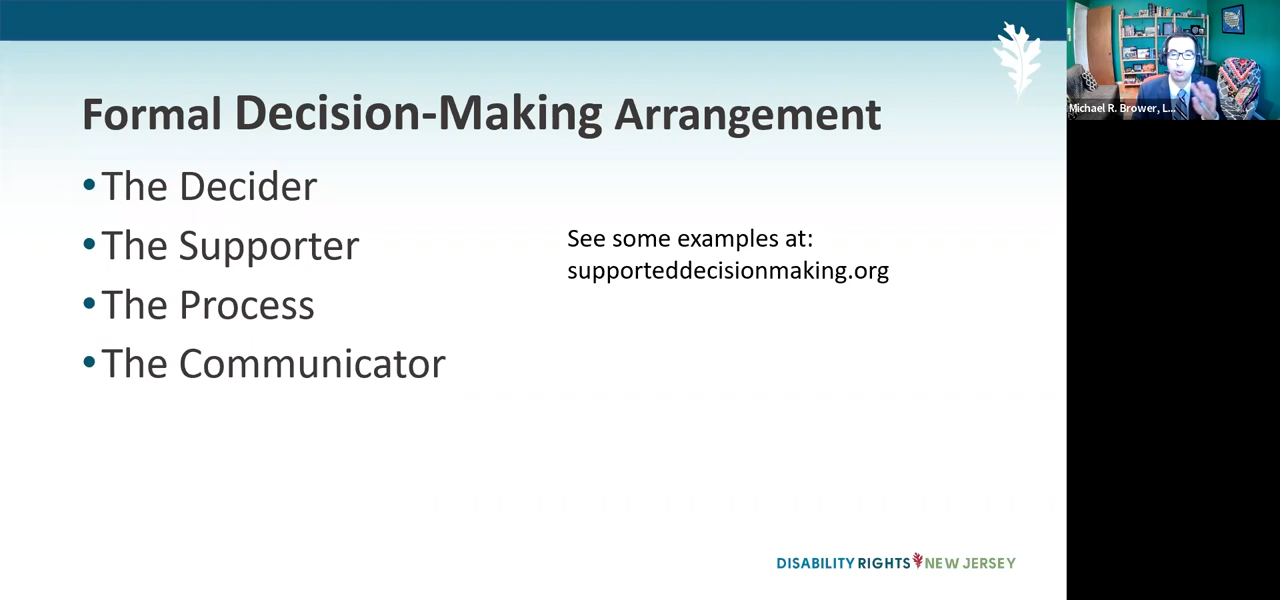 Formal Decision-Making Arrangement
•The Decider
•The Supporter
•The Process
•The Communicator
See some examples at:
supporteddecisionmaking.org
DISABILITY RIGHTS NEW JERSEY
Michael R. Brower, L...